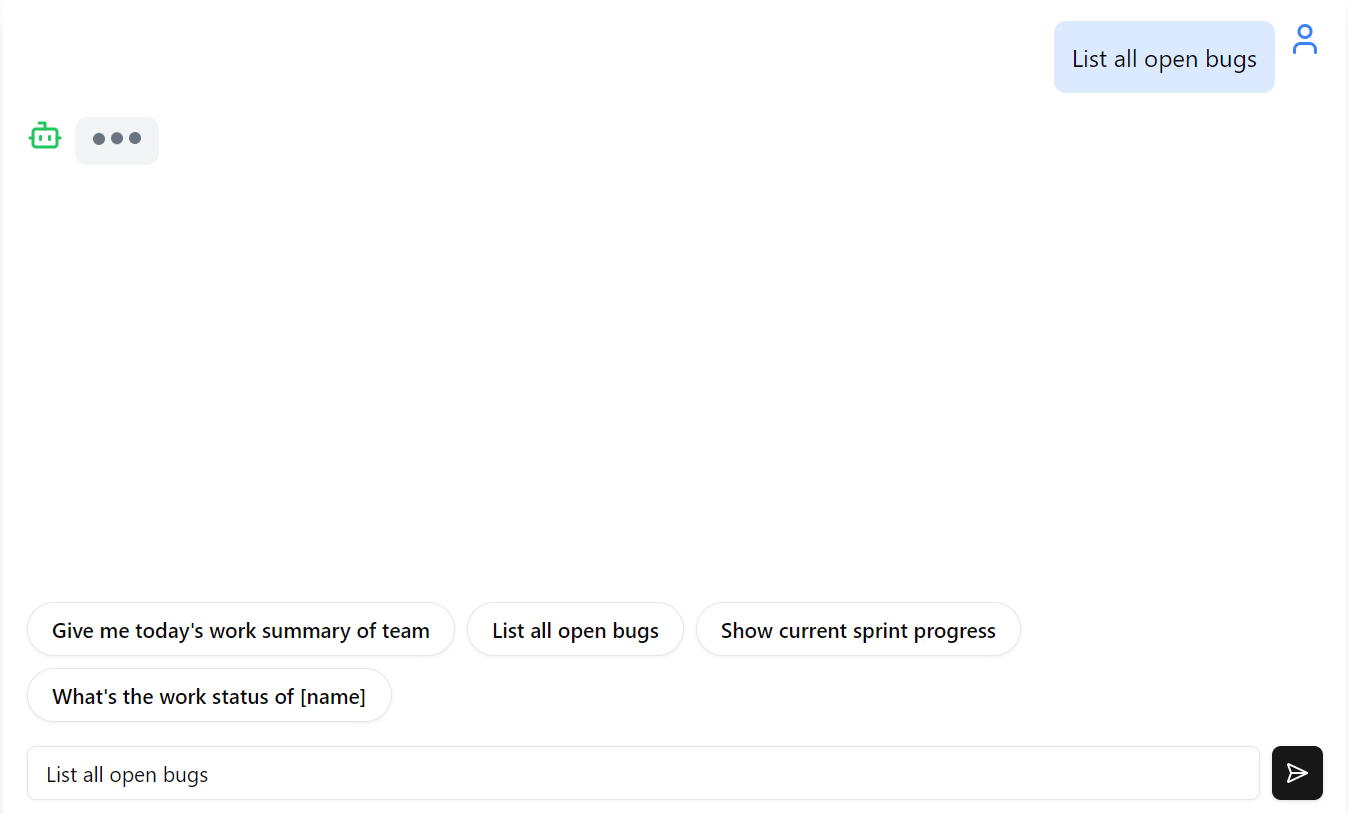 List all open bugs
Give me today's work summary of team
List all open bugs
Show current sprint progress
What's the work status of [name]
List all open bugs